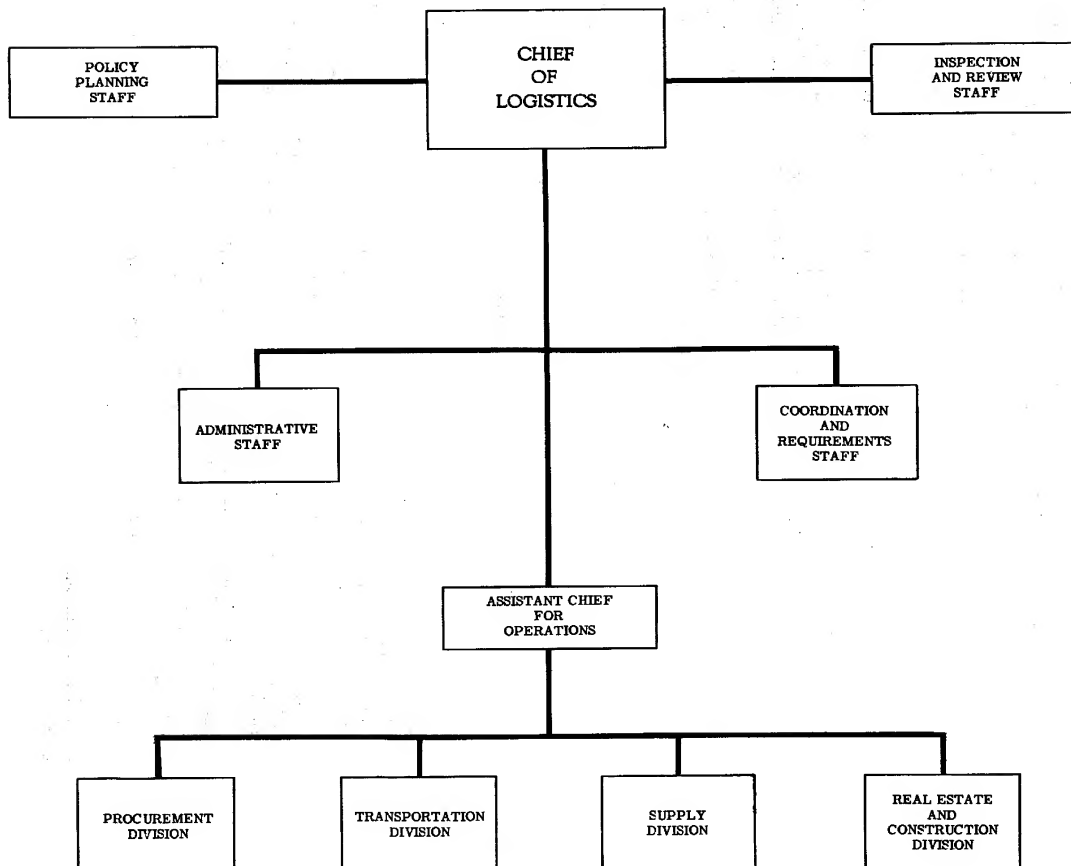 POLICY
PLANNING
STAFF
CHIEF
OF
LOGISTICS
INSPECTION
AND REVIEW
STAFF
ADMINISTRATIVE
STAFF
COORDINATION
AND
REQUIREMENTS
STAFF
ASSISTANT CHIEF
FOR
OPERATIONS
PROCUREMENT
DIVISION
TRANSPORTATION
DIVISION
SUPPLY
DIVISION
REAL ESTATE
AND
CONSTRUCTION
DIVISION